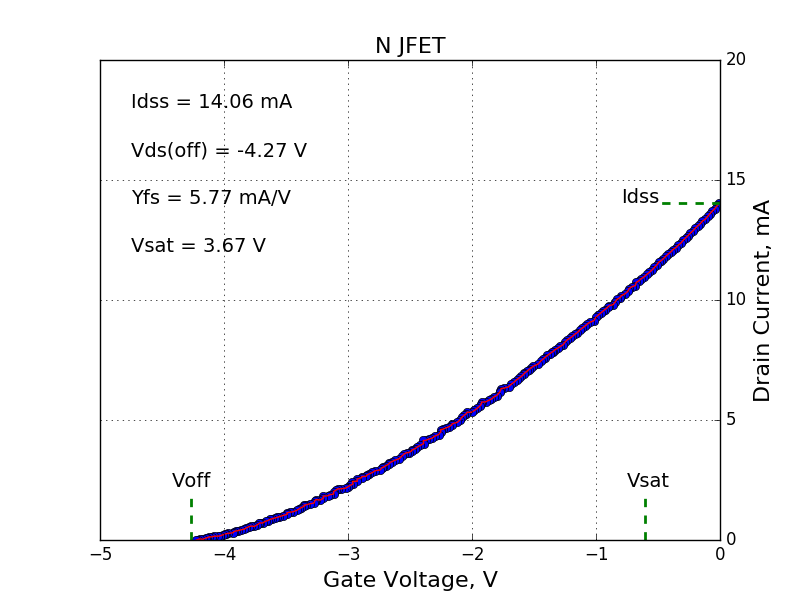 N JFET
Idss = 14.06 mA
Vds(off) = -4.27 V
Yfs = 5.77 mA/V
Vsat = 3.67 V
Idss
Voff
Vsat
20
15
10
5
0
Drain Current, mA
−5 −4 −3 −2 −1 0
Gate Voltage, V